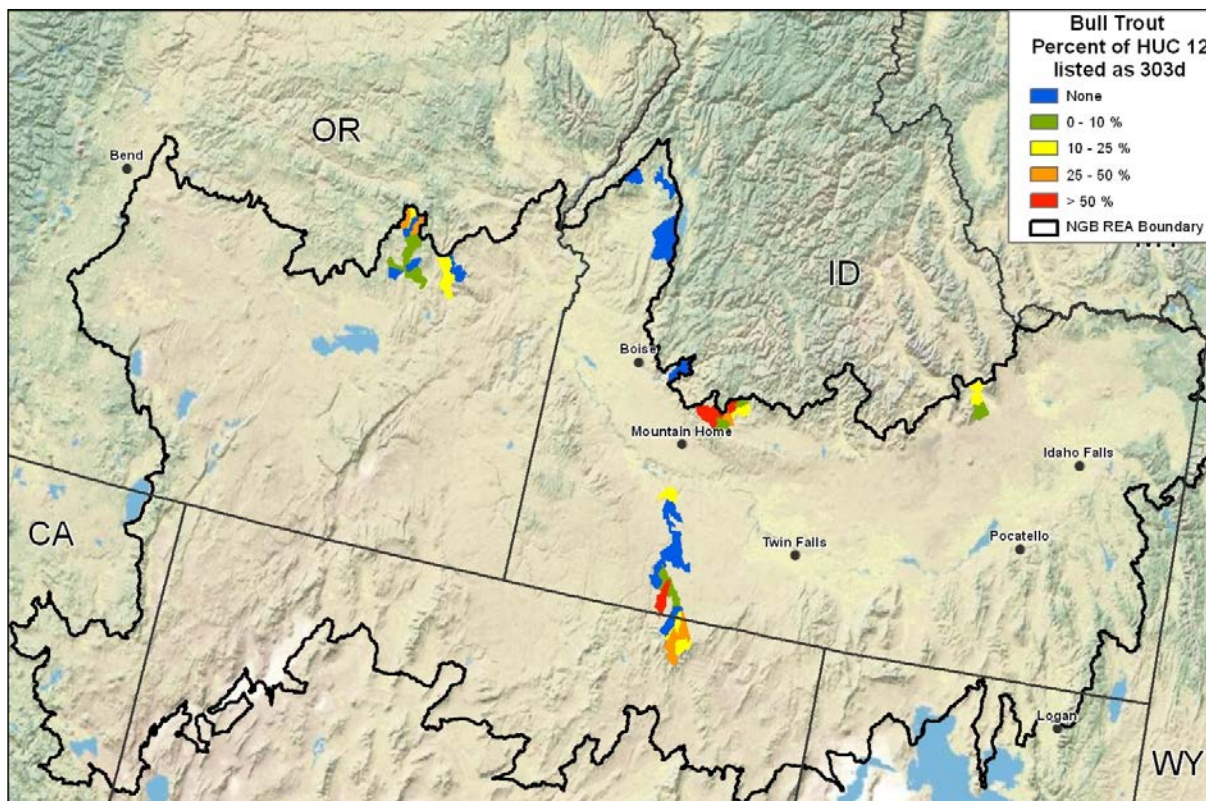 Bull Trout
Percent of HUC 12
listed as 303d
None
0 - 10 %
10 - 25 %
25 - 50 %
> 50 %
NGB REA Boundary
OR
Bend
ID
Boise
Mountain Home
Idaho Falls
CA
Twin Falls
Pocatello
Logan
WY